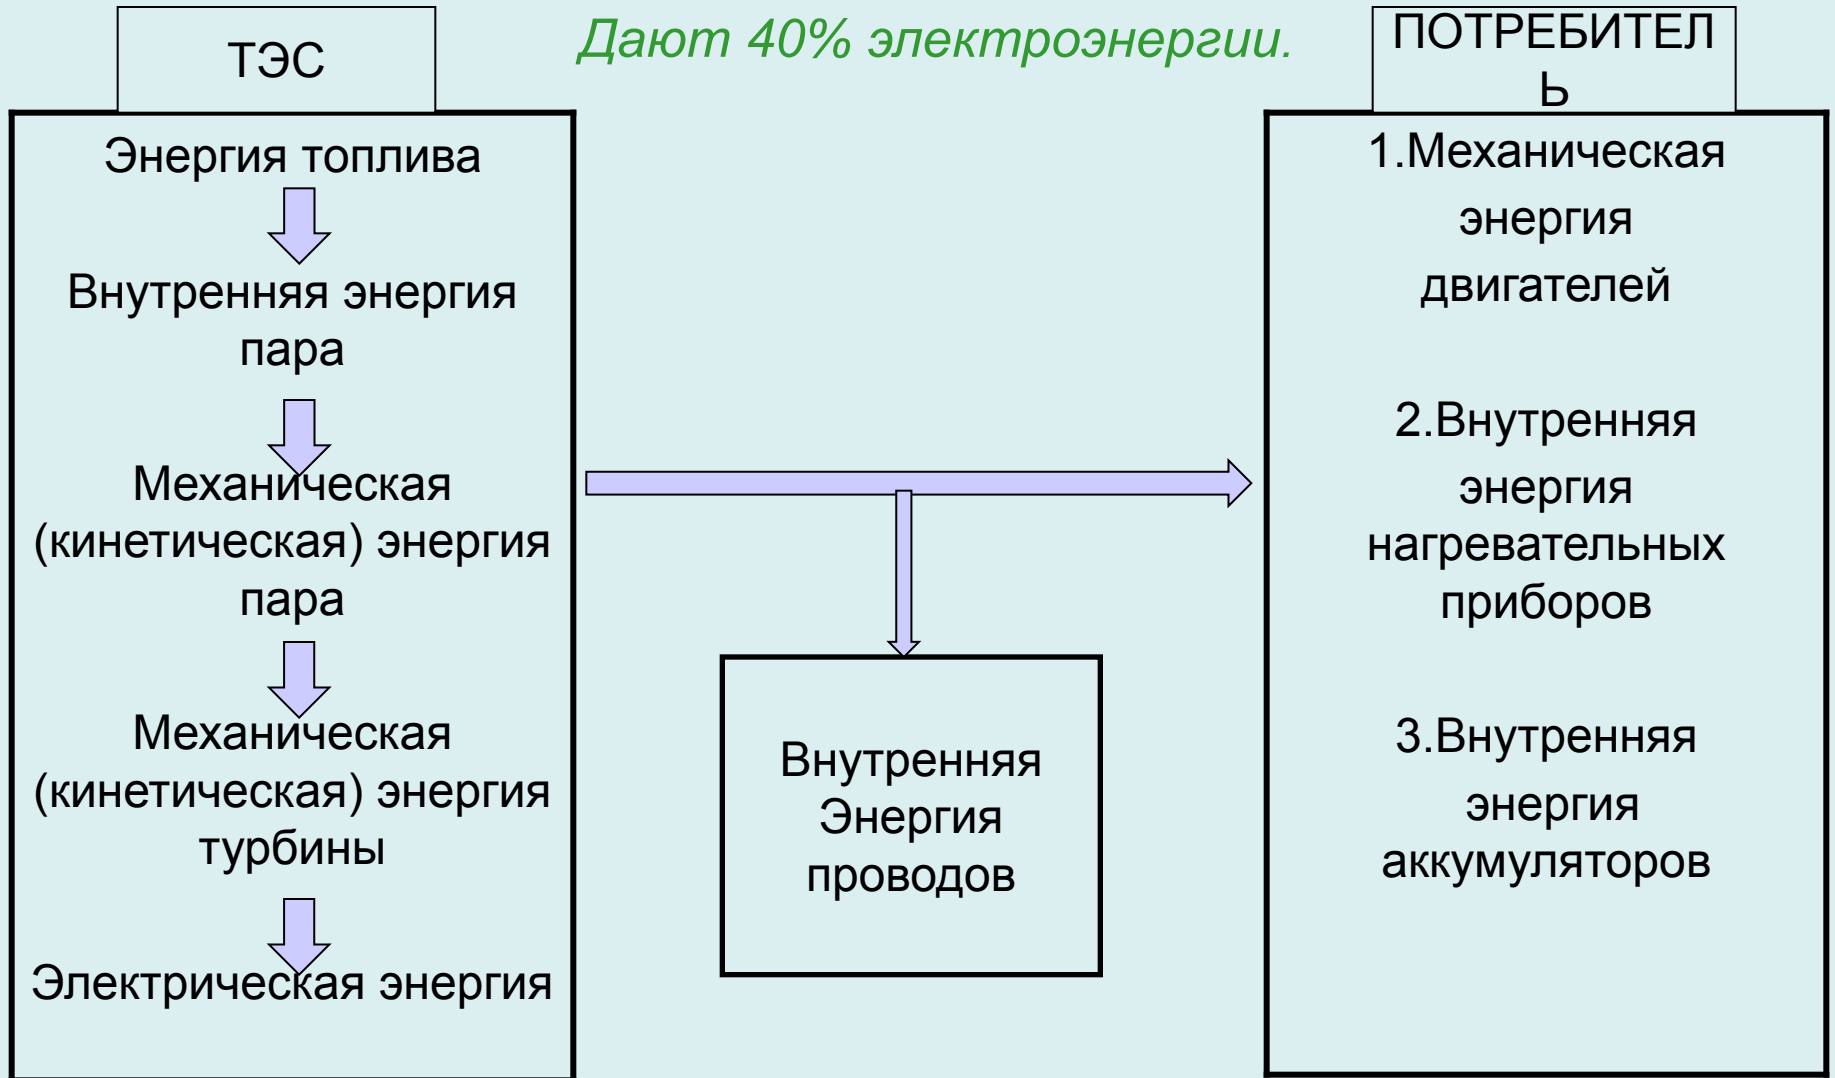 ТЭС
Дают 40% электроэнергии.
ПОТРЕБИТЕЛ
Ь
Энергия топлива
Внутренняя энергия
пара
Механическая
(кинетическая) энергия
пара
Механическая
(кинетическая) энергия
турбины
Электрическая энергия
Внутренняя
Энергия
проводов
1.Механическая
энергия
двигателей
2.Внутренняя
энергия
нагревательных
приборов
3.Внутренняя
энергия
аккумуляторов